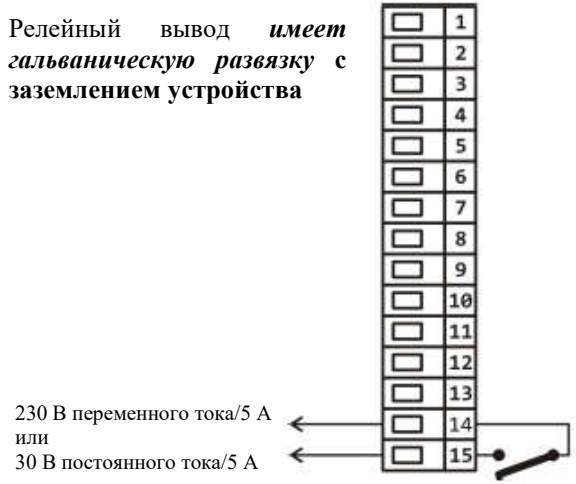 Релейный вывод имеет
гальваническую развязку с
заземлением устройства
1
2
3
4
5
6
7
8
9
10
11
12
13
14
15
230 В переменного тока/5 А
или
30 В постоянного тока/5 А